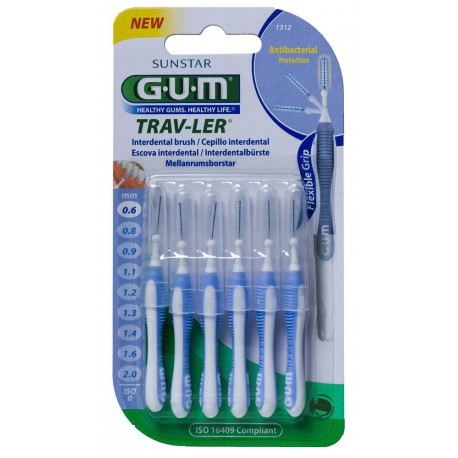 NEW
1312
SUNSTAR
Antibacterial
Protection
G·U·M®
HEALTHY GUMS. HEALTHY LIFE.®
TRAV-LER®
Interdental brush / Cepillo interdental
Escova interdental / Interdentalbürste
Mellanrumsborstar
Flexible Grip
GUM
mm
0.6
0.8
0.9
1.1
1.2
1.3
1.4
1.6
2.0
ISO
0
ISO 16409 Compliant